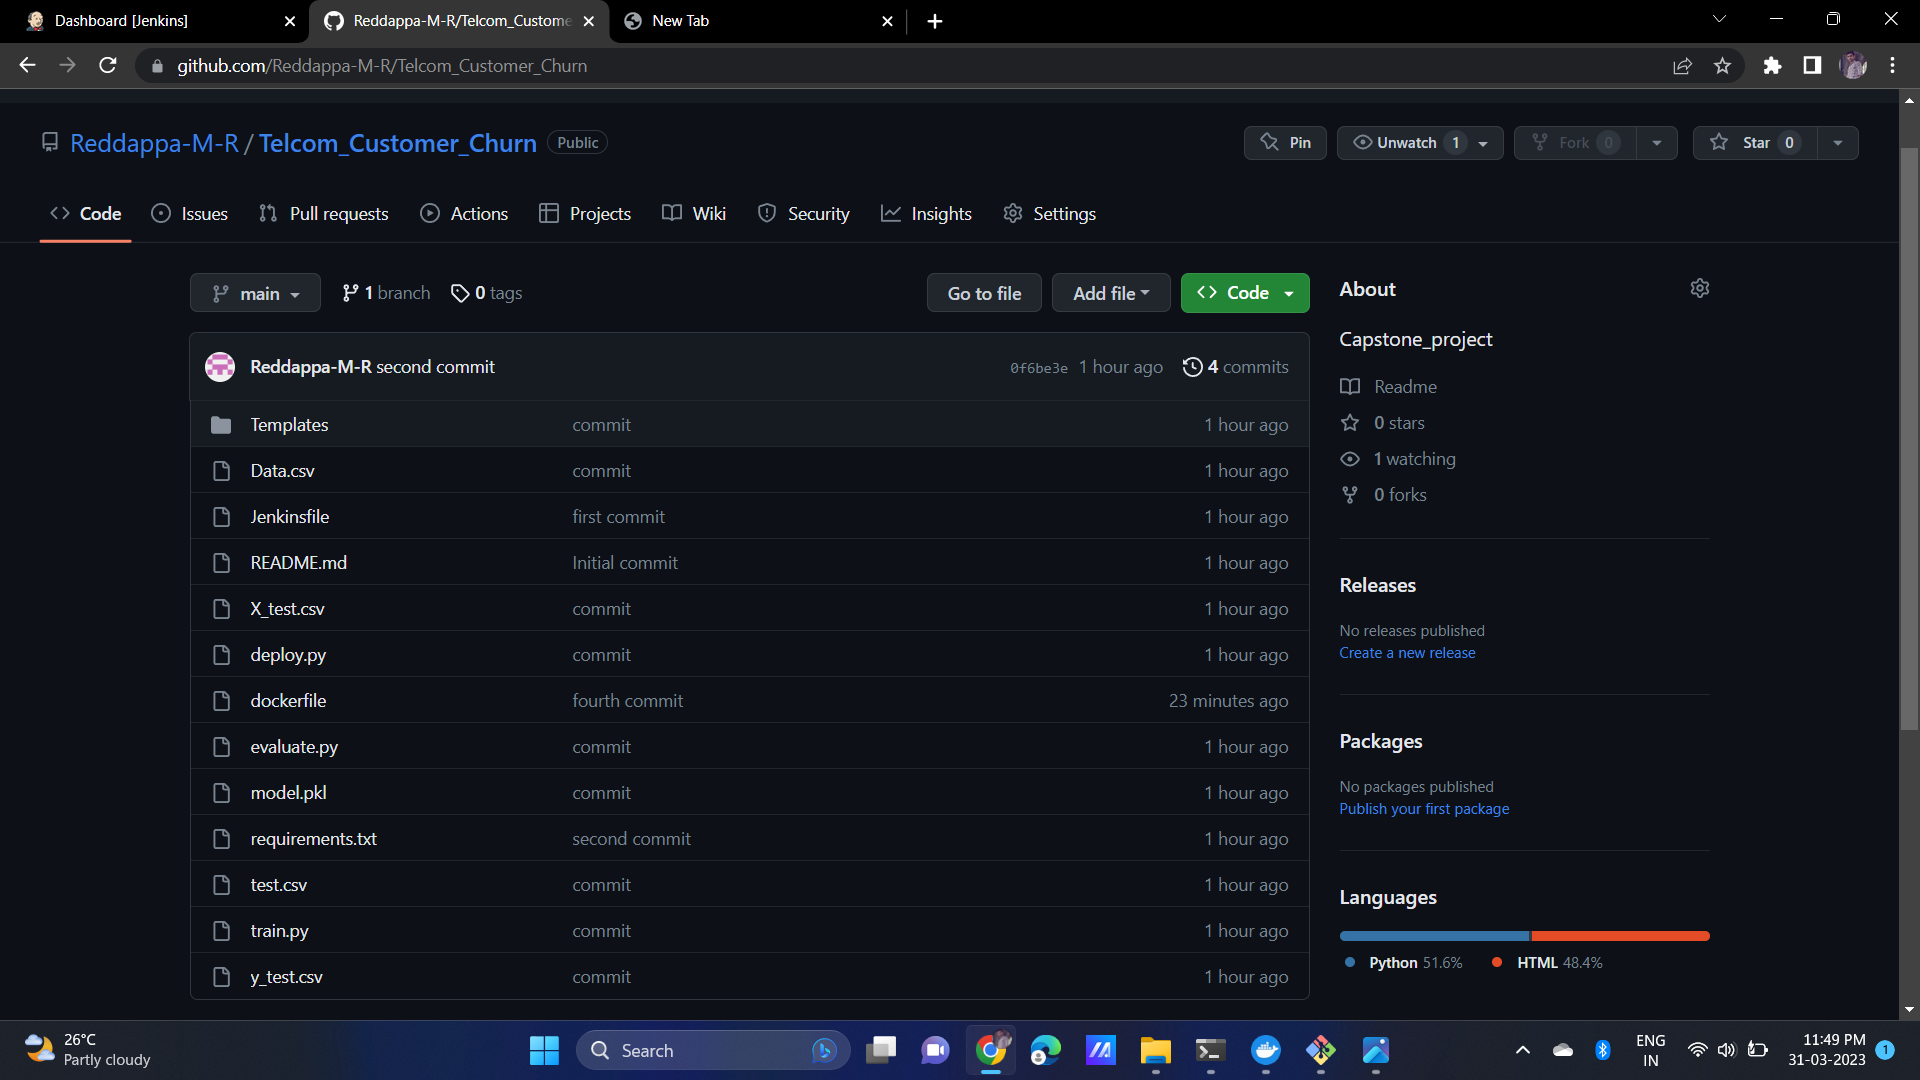 Dashboard [Jenkins]
Reddappa-M-R/Telcom_Custome
New Tab
github.com/Reddappa-M-R/Telcom_Customer_Churn
Reddappa-M-R / Telcom_Customer_Churn Public
Pin
Unwatch 1
Fork 0
Star 0
Code
Issues
Pull requests
Actions
Projects
Wiki
Security
Insights
Settings
main
1 branch
0 tags
Go to file
Add file
Code
Reddappa-M-R second commit 0f6be3e 1 hour ago 4 commits
Templates commit 1 hour ago
Data.csv commit 1 hour ago
Jenkinsfile first commit 1 hour ago
README.md Initial commit 1 hour ago
X_test.csv commit 1 hour ago
deploy.py commit 1 hour ago
dockerfile fourth commit 23 minutes ago
evaluate.py commit 1 hour ago
model.pkl commit 1 hour ago
requirements.txt second commit 1 hour ago
test.csv commit 1 hour ago
train.py commit 1 hour ago
y_test.csv commit 1 hour ago
About
Capstone_project
Readme
0 stars
1 watching
0 forks
Releases
No releases published
Create a new release
Packages
No packages published
Publish your first package
Languages
Python 51.6% HTML 48.4%
26°C
Partly cloudy
Search
ENG
IN
11:49 PM
31-03-2023
1